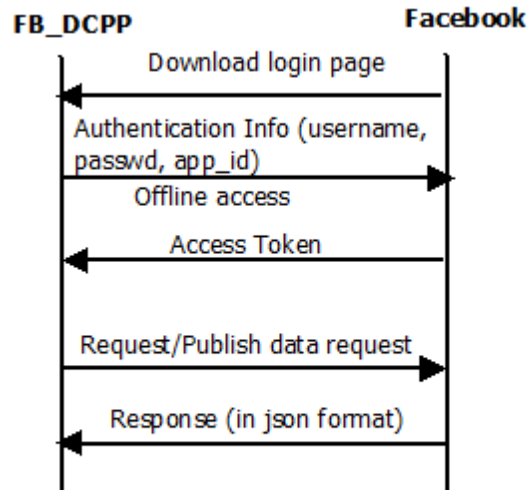 FB_DCPP
Facebook
Download login page
Authentication Info (username,
passwd, app_id)
Offline access
Access Token
Request/Publish data request
Response (in json format)